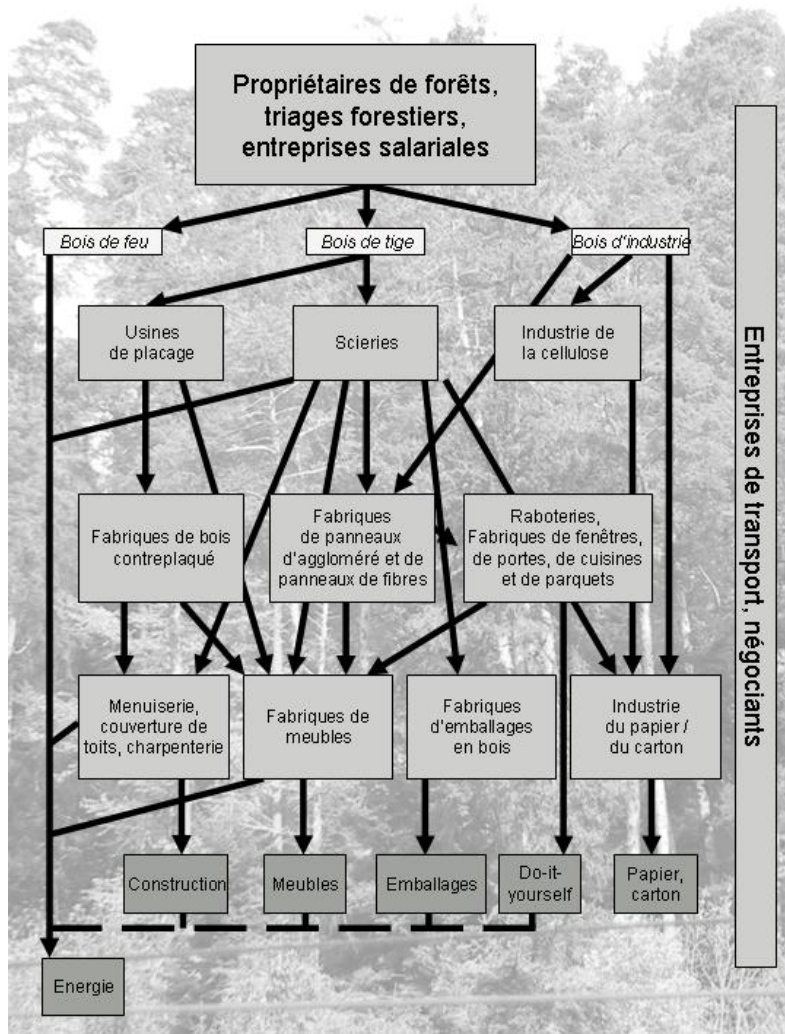 Propriétaires de forêts,
triages forestiers,
entreprises salariales
Bois de feu
Bois de tige
Bois d'industrie
Usines
de placage
Scieries
Industrie de
la cellulose
Fabriques de bois
contreplaqué
Fabriques
de panneaux
d'aggloméré et de
panneaux de fibres
Raboteries,
Fabriques de fenêtres,
de portes, de cuisines
et de parquets
Menuiserie,
couverture de
toits, charpenterie
Fabriques de
meubles
Fabriques
d'emballages
en bois
Industrie
du papier /
du carton
Construction
Meubles
Emballages
Do-it-
yourself
Papier,
carton
Energie
Entreprises de transport, négociants